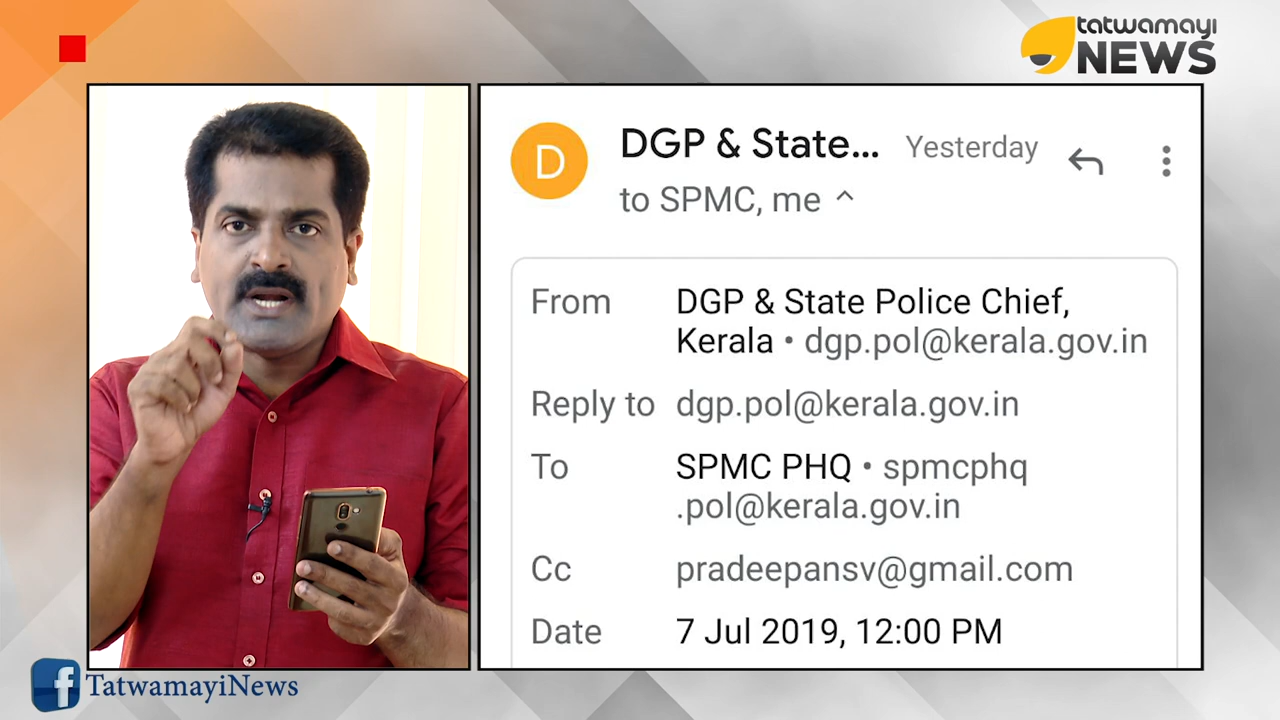 tatwamayi
NEWS
D
DGP & State...
Yesterday
to SPMC, me
From
DGP & State Police Chief,
Kerala • dgp.pol@kerala.gov.in
Reply to
dgp.pol@kerala.gov.in
To
SPMC PHQ • spmcphq
.pol@kerala.gov.in
Cc
pradeepansv@gmail.com
Date
7 Jul 2019, 12:00 PM
f
TatwamayiNews